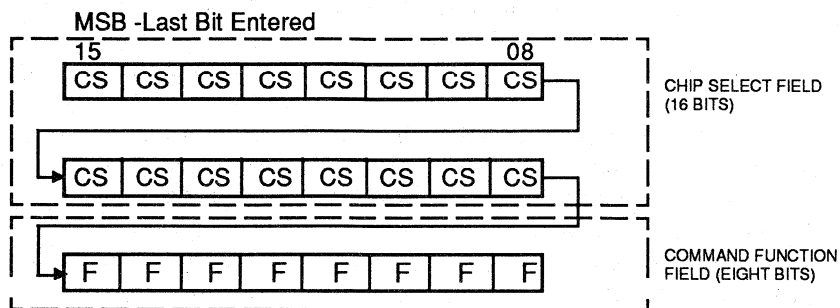 MSB -Last Bit Entered
15 08
CS CS CS CS CS CS CS CS
CHIP SELECT FIELD
(16 BITS)
CS CS CS CS CS CS CS CS
F F F F F F F F
COMMAND FUNCTION
FIELD (EIGHT BITS)